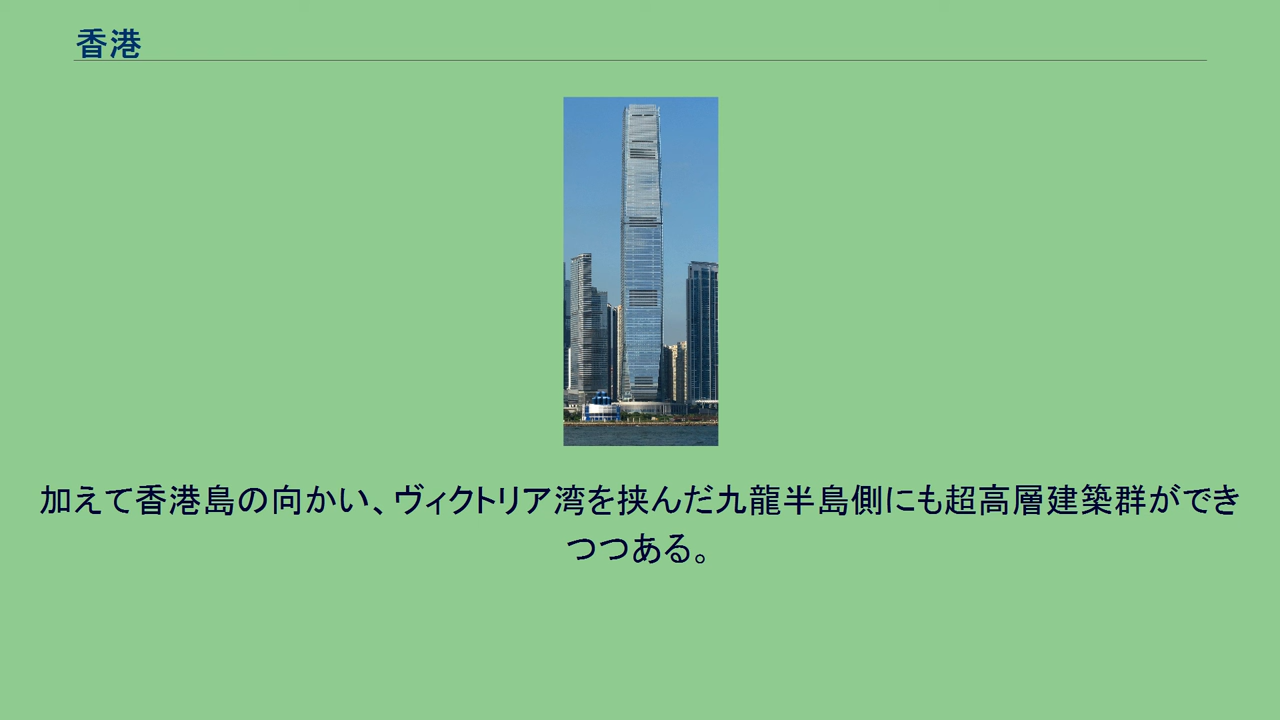 香港
加えて香港島の向かい、ヴィクトリア湾を挟んだ九龍半島側にも超高層建築群ができ
つつある。